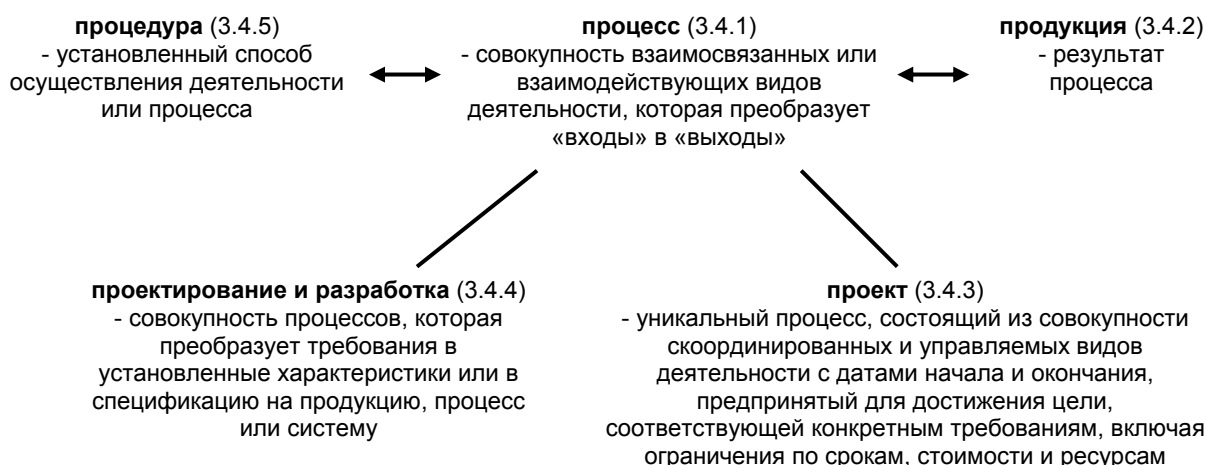 процедура (3.4.5)
- установленный способ
осуществления деятельности
или процесса
процесс (3.4.1)
- совокупность взаимосвязанных или
взаимодействующих видов
деятельности, которая преобразует
«входы» в «выходы»
продукция (3.4.2)
- результат
процесса
проектирование и разработка (3.4.4)
- совокупность процессов, которая
преобразует требования в
установленные характеристики или в
спецификацию на продукцию, процесс
или систему
проект (3.4.3)
- уникальный процесс, состоящий из совокупности
скоординированных и управляемых видов
деятельности с датами начала и окончания,
предпринятый для достижения цели,
соответствующей конкретным требованиям, включая
ограничения по срокам, стоимости и ресурсам